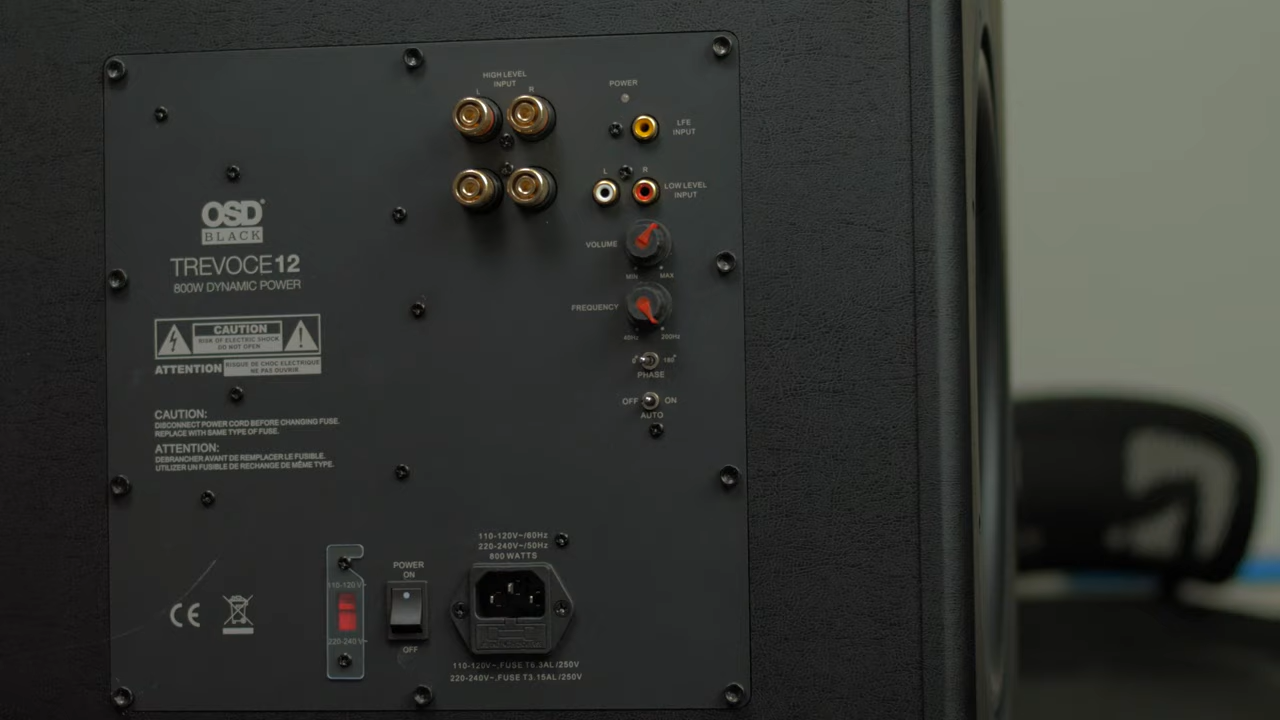 HIGH LEVEL
INPUT
L R
POWER
LFE
INPUT
L R
LOW LEVEL
INPUT
VOLUME
MIN MAX
FREQUENCY
40Hz 200Hz
0° 180°
PHASE
OFF ON
AUTO
OSD®
BLACK
TREVOCE12
800W DYNAMIC POWER
CAUTION
RISK OF ELECTRIC SHOCK
DO NOT OPEN
ATTENTION
RISQUE DE CHOC ELECTRIQUE
NE PAS OUVRIR
CAUTION:
DISCONNECT POWER CORD BEFORE CHANGING FUSE.
REPLACE WITH SAME TYPE OF FUSE.
ATTENTION:
DEBRANCHER AVANT DE REMPLACER LE FUSIBLE.
UTILIZER UN FUSIBLE DE RECHANGE DE MÊME TYPE.
CE
110-120V~
220-240V~
POWER
ON
OFF
110-120V~/60Hz
220-240V~/50Hz
800 WATTS
110-120V~,FUSE T6.3AL/250V
220-240V~,FUSE T3.15AL/250V